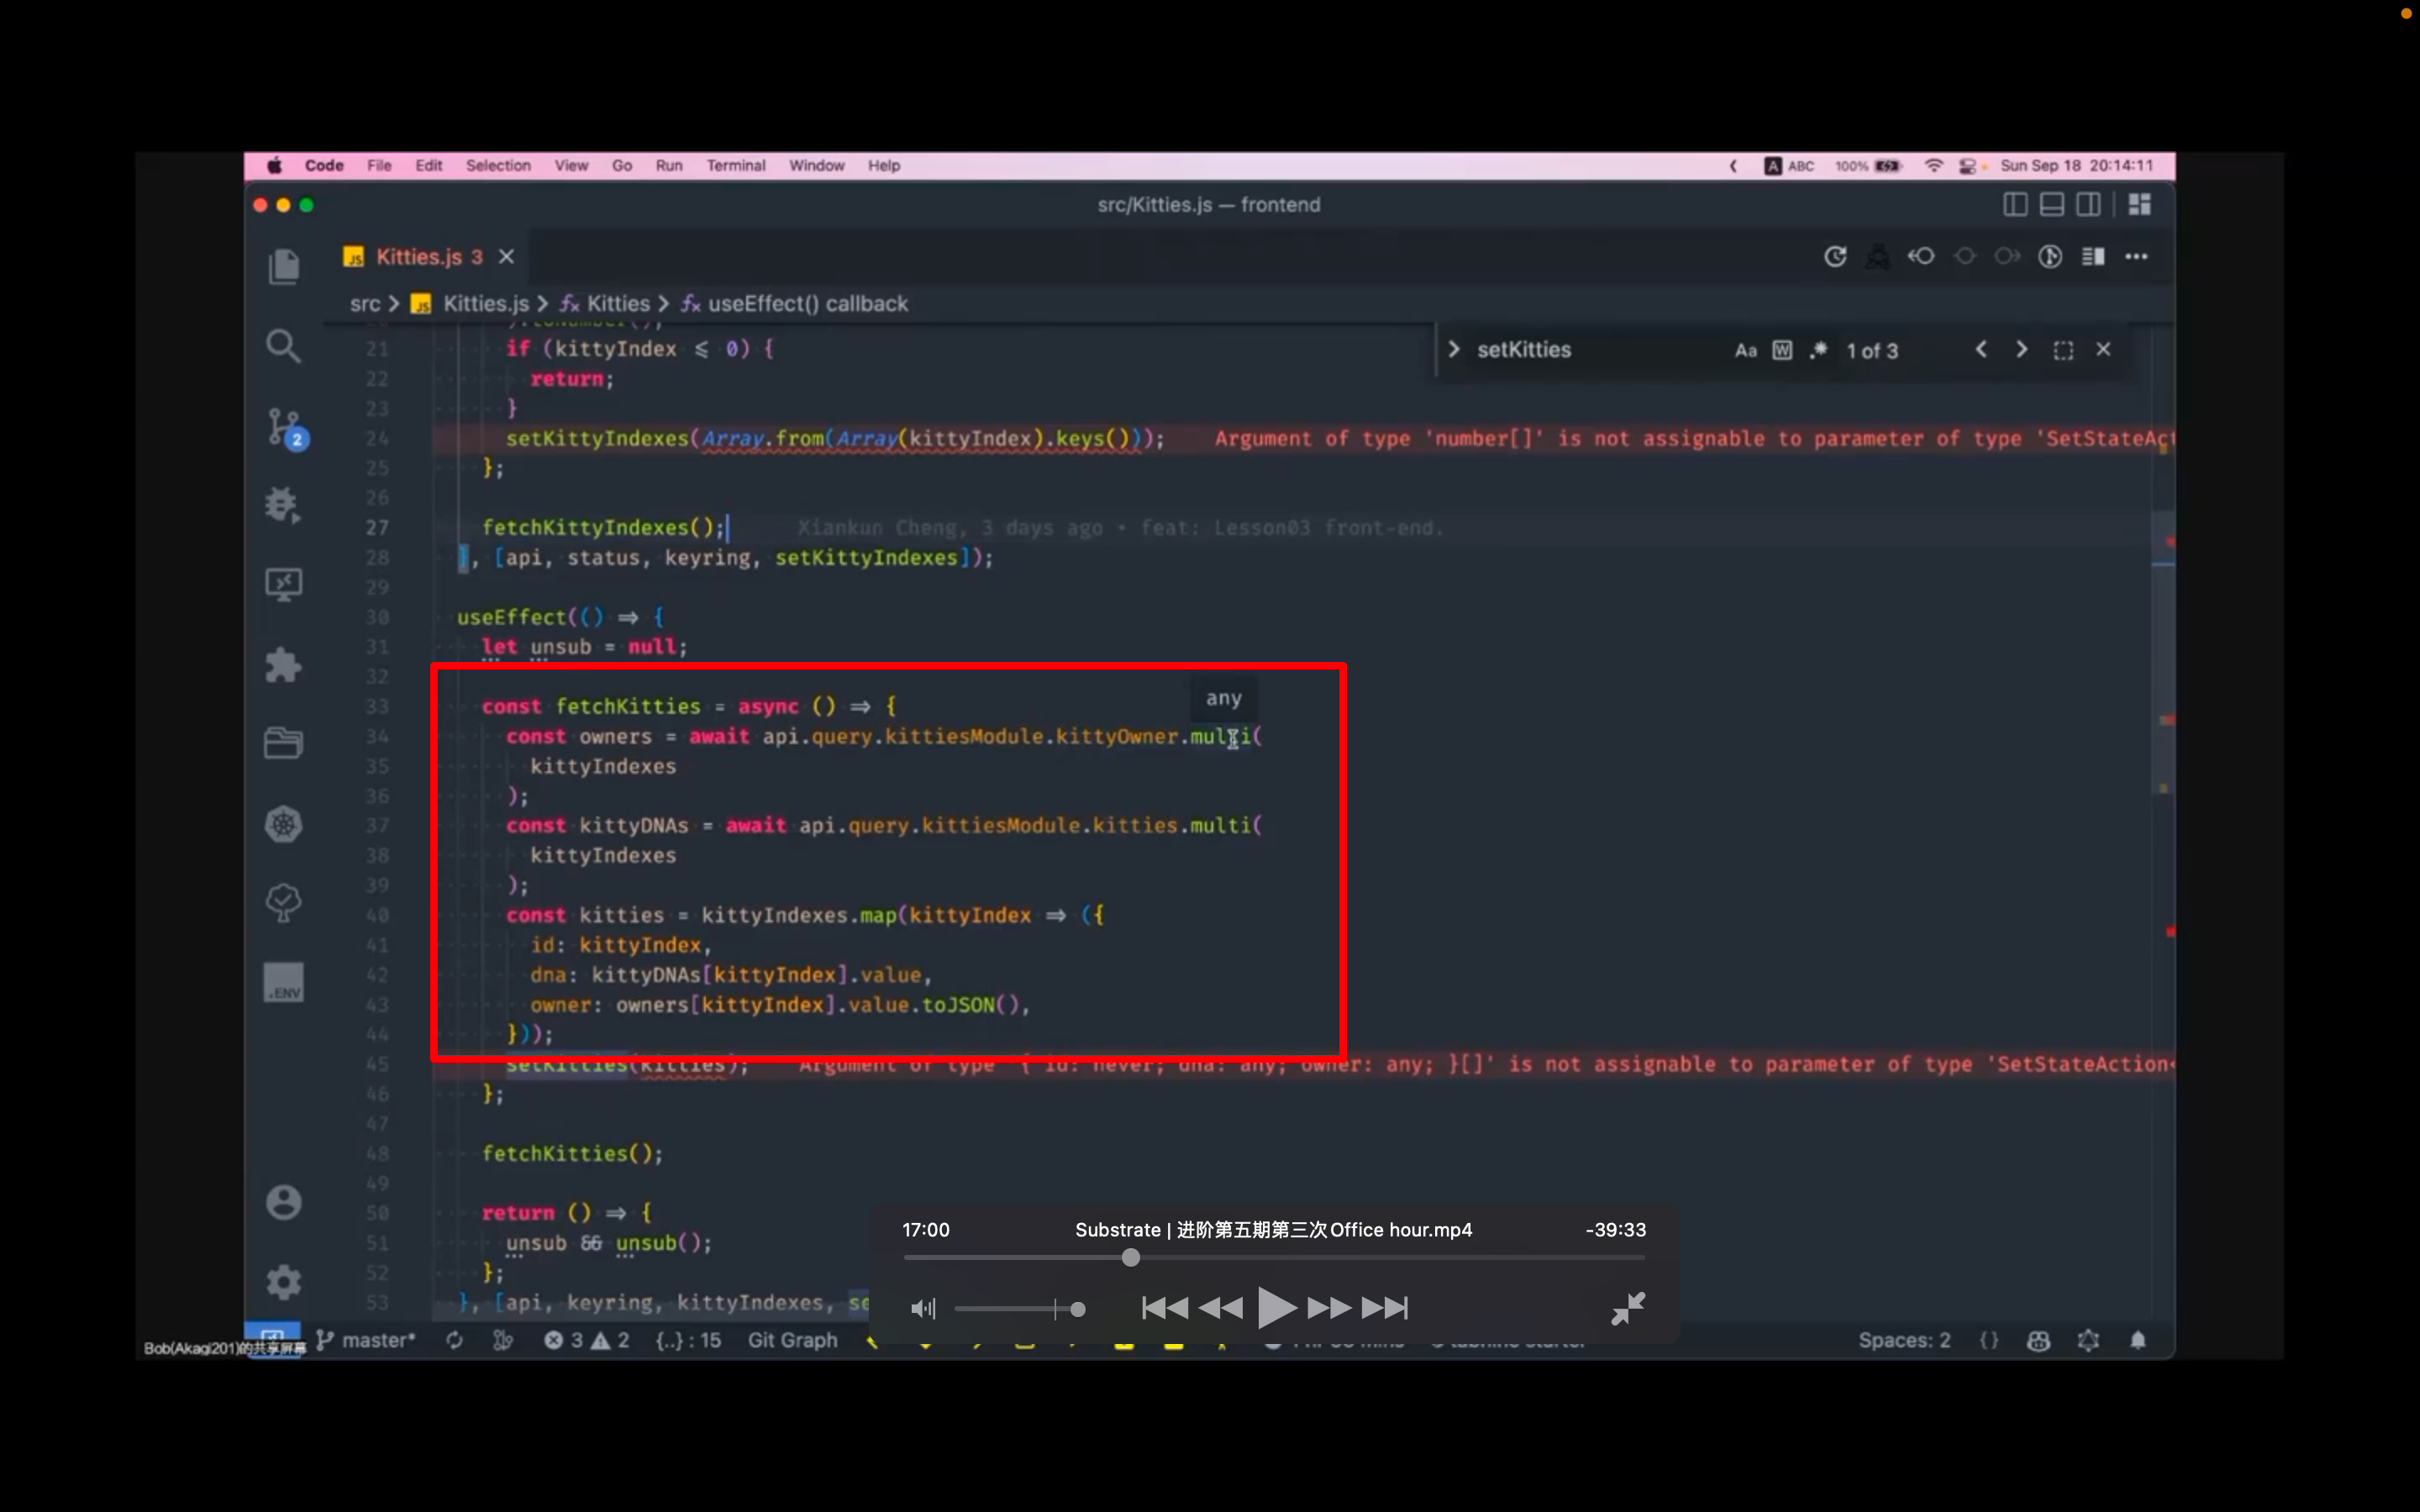 Code File Edit Selection View Go Run Terminal Window Help ABC 100% Sun Sep 18 20:14:11
src/Kitties.js — frontend
JS Kitties.js 3
src > JS Kitties.js > Kitties > useEffect() callback
setKitties Aa 1 of 3
21 if (kittyIndex ⩽ 0) {
22 return;
23 }
24 setKittyIndexes(Array.from(Array(kittyIndex).keys())); Argument of type 'number[]' is not assignable to parameter of type 'SetStateAct
25 };
26
27 fetchKittyIndexes(); Xiankun Cheng, 3 days ago • feat: Lesson03 front-end.
28 }, [api, status, keyring, setKittyIndexes]);
29
30 useEffect(() ⇒ {
31 let unsub = null;
32
any
33 const fetchKitties = async () ⇒ {
34 const owners = await api.query.kittiesModule.kittyOwner.multi(
35 kittyIndexes
36 );
37 const kittyDNAs = await api.query.kittiesModule.kitties.multi(
38 kittyIndexes
39 );
40 const kitties = kittyIndexes.map(kittyIndex ⇒ ({
41 id: kittyIndex,
42 dna: kittyDNAs[kittyIndex].value,
43 owner: owners[kittyIndex].value.toJSON(),
44 }));
45 setKitties(kitties); Argument of type '{ id: never; dna: any; owner: any; }[]' is not assignable to parameter of type 'SetStateAction<
46 };
47
48 fetchKitties();
49
50 return () ⇒ {
51 unsub && unsub();
52 };
53 }, [api, keyring, kittyIndexes, se
2
.ENV
17:00 Substrate | 进阶第五期第三次Office hour.mp4 -39:33
master* 3 2 {..} : 15 Git Graph Spaces: 2 {}
Bob(Akagi201)的共享屏幕